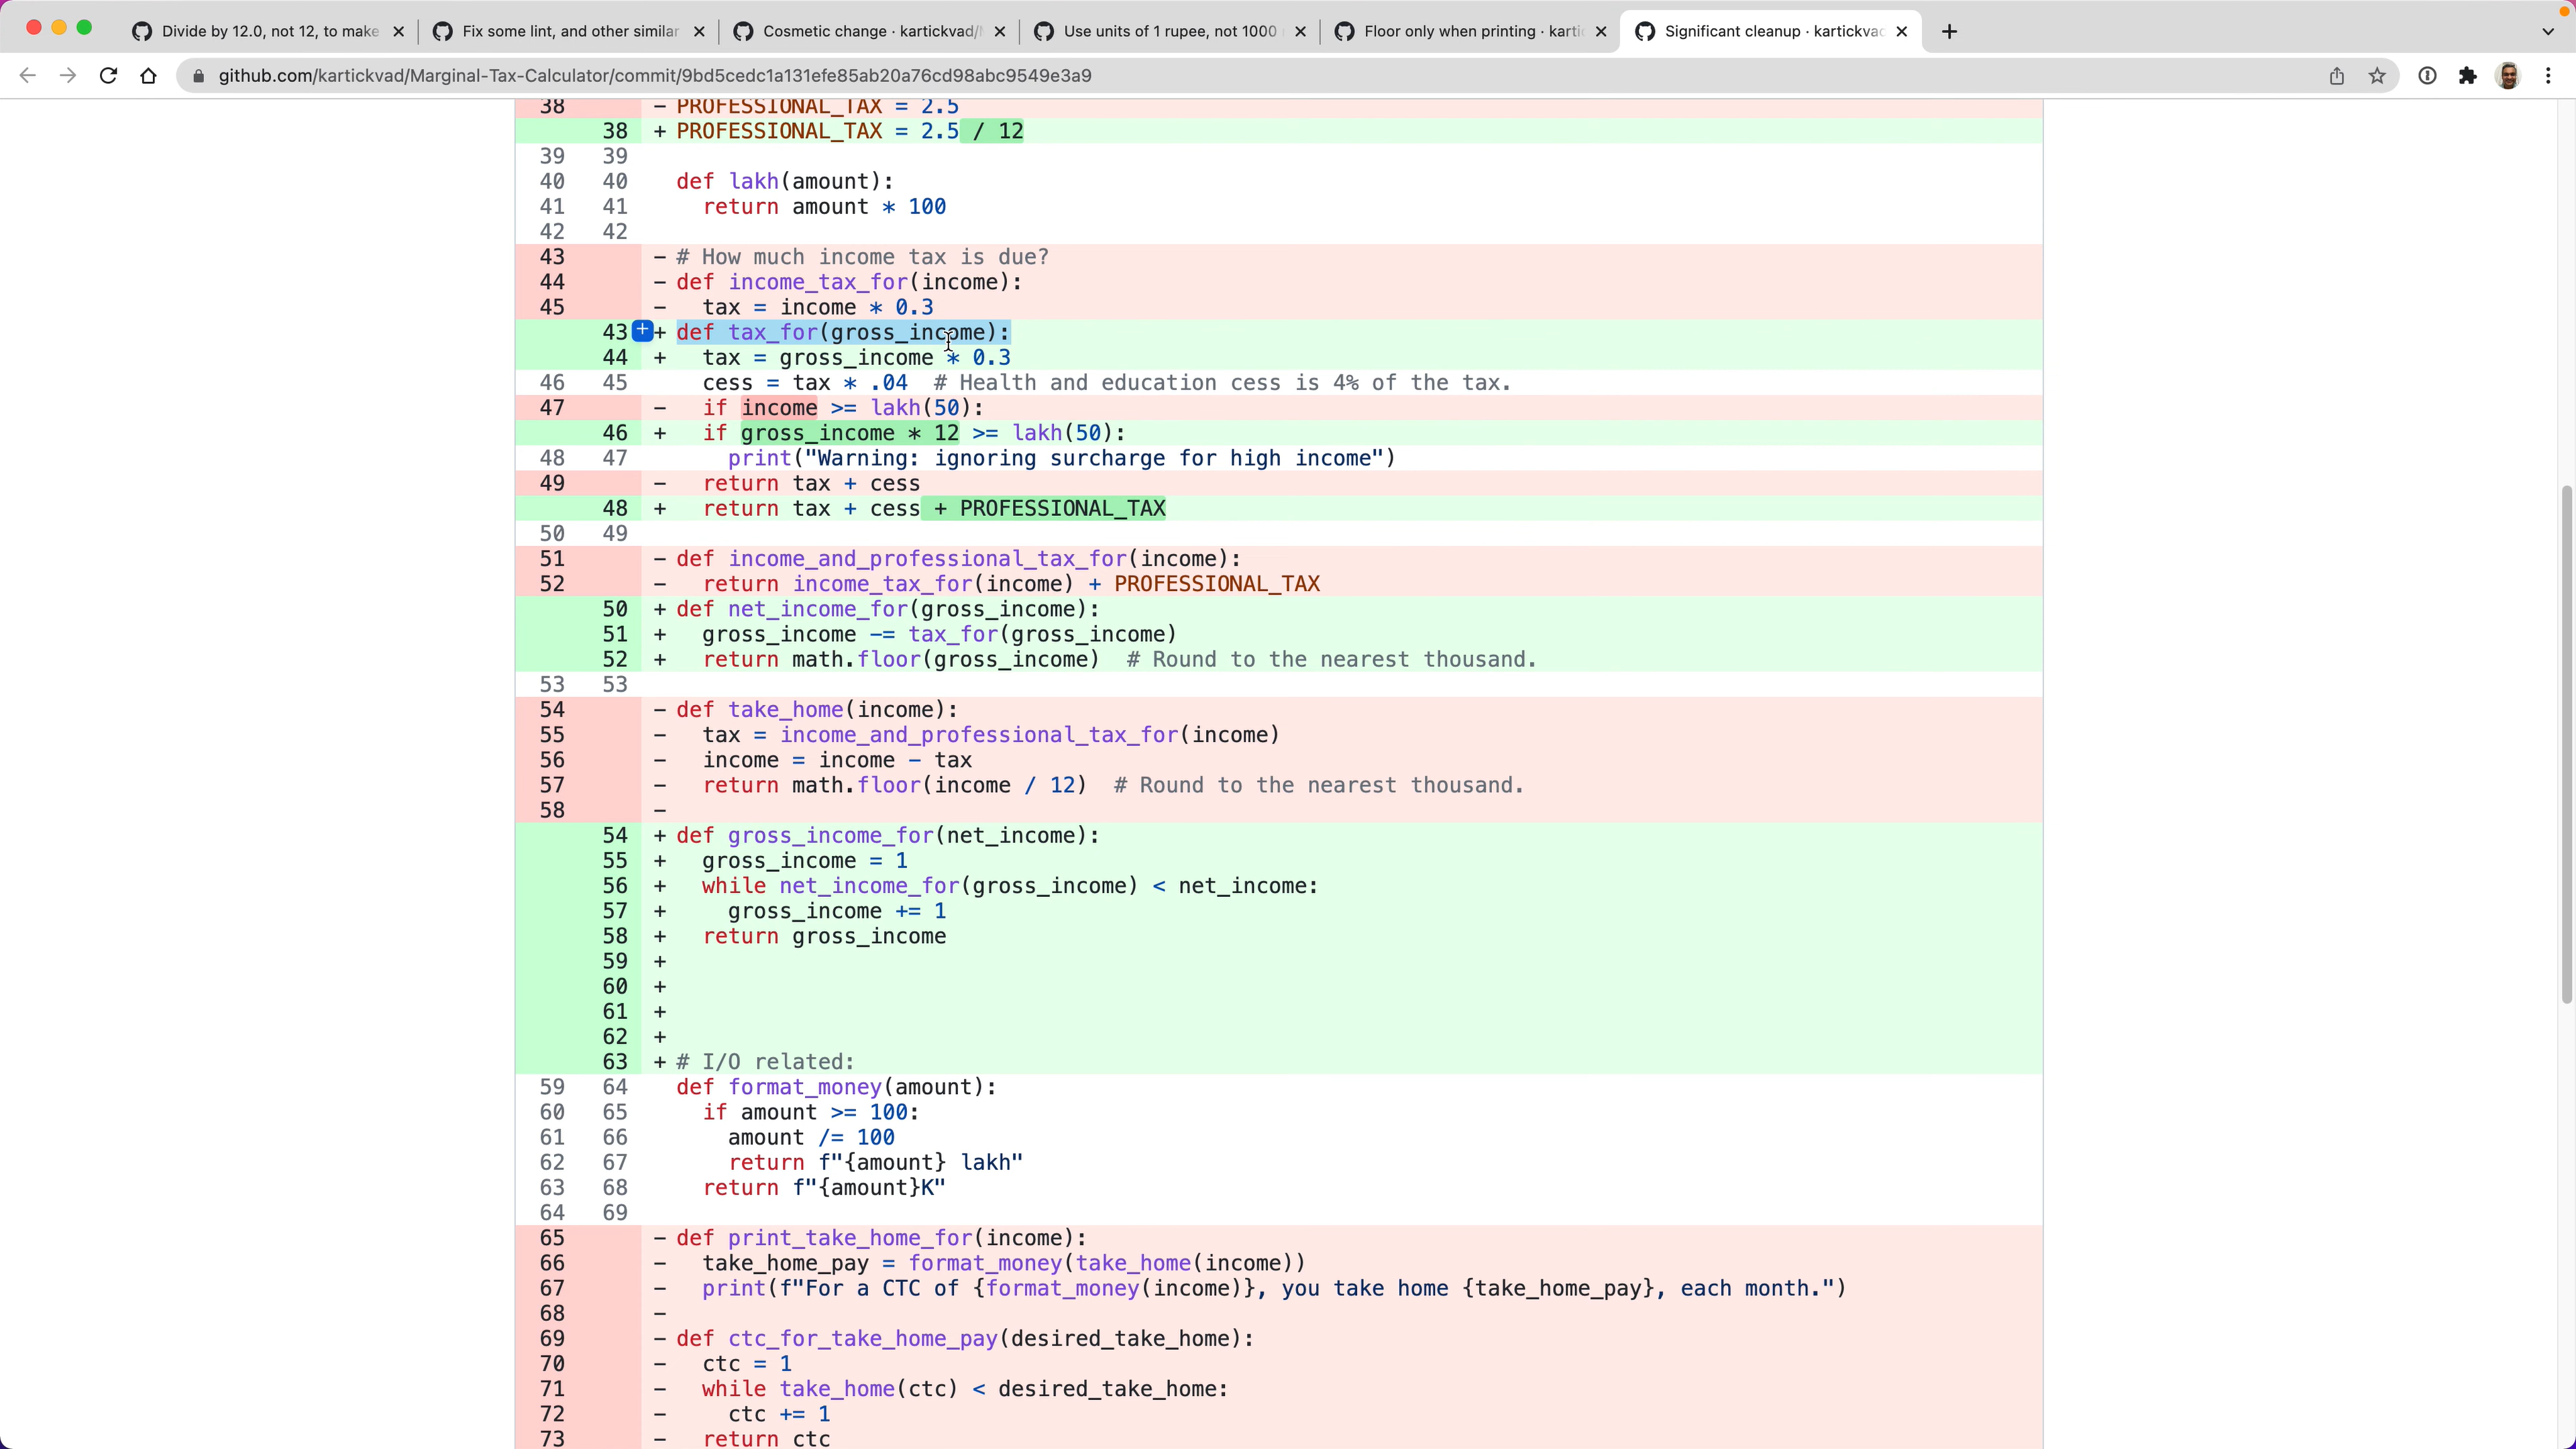 Divide by 12.0, not 12, to make
Fix some lint, and other similar
Cosmetic change · kartickvad/
Use units of 1 rupee, not 1000
Floor only when printing · kartic
Significant cleanup · kartickvad
github.com/kartickvad/Marginal-Tax-Calculator/commit/9bd5cedc1a131efe85ab20a76cd98abc9549e3a9
38 - PROFESSIONAL_TAX = 2.5
38 + PROFESSIONAL_TAX = 2.5 / 12
39 39
40 40 def lakh(amount):
41 41 return amount * 100
42 42
43 - # How much income tax is due?
44 - def income_tax_for(income):
45 - tax = income * 0.3
43 + + def tax_for(gross_income):
44 + tax = gross_income * 0.3
46 45 cess = tax * .04 # Health and education cess is 4% of the tax.
47 - if income >= lakh(50):
46 + if gross_income * 12 >= lakh(50):
48 47 print("Warning: ignoring surcharge for high income")
49 - return tax + cess
48 + return tax + cess + PROFESSIONAL_TAX
50 49
51 - def income_and_professional_tax_for(income):
52 - return income_tax_for(income) + PROFESSIONAL_TAX
50 + def net_income_for(gross_income):
51 + gross_income -= tax_for(gross_income)
52 + return math.floor(gross_income) # Round to the nearest thousand.
53 53
54 - def take_home(income):
55 - tax = income_and_professional_tax_for(income)
56 - income = income - tax
57 - return math.floor(income / 12) # Round to the nearest thousand.
58 -
54 + def gross_income_for(net_income):
55 + gross_income = 1
56 + while net_income_for(gross_income) < net_income:
57 + gross_income += 1
58 + return gross_income
59 +
60 +
61 +
62 +
63 + # I/O related:
59 64 def format_money(amount):
60 65 if amount >= 100:
61 66 amount /= 100
62 67 return f"{amount} lakh"
63 68 return f"{amount}K"
64 69
65 - def print_take_home_for(income):
66 - take_home_pay = format_money(take_home(income))
67 - print(f"For a CTC of {format_money(income)}, you take home {take_home_pay}, each month.")
68 -
69 - def ctc_for_take_home_pay(desired_take_home):
70 - ctc = 1
71 - while take_home(ctc) < desired_take_home:
72 - ctc += 1
73 - return ctc